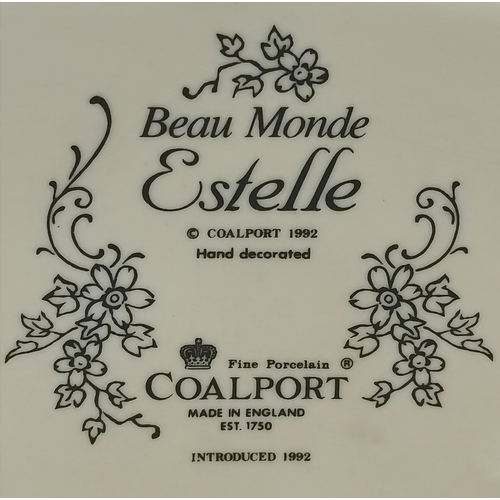 Beau Monde
Estelle
© COALPORT 1992
Hand decorated
Fine Porcelain ®
COALPORT
MADE IN ENGLAND
EST. 1750
INTRODUCED 1992